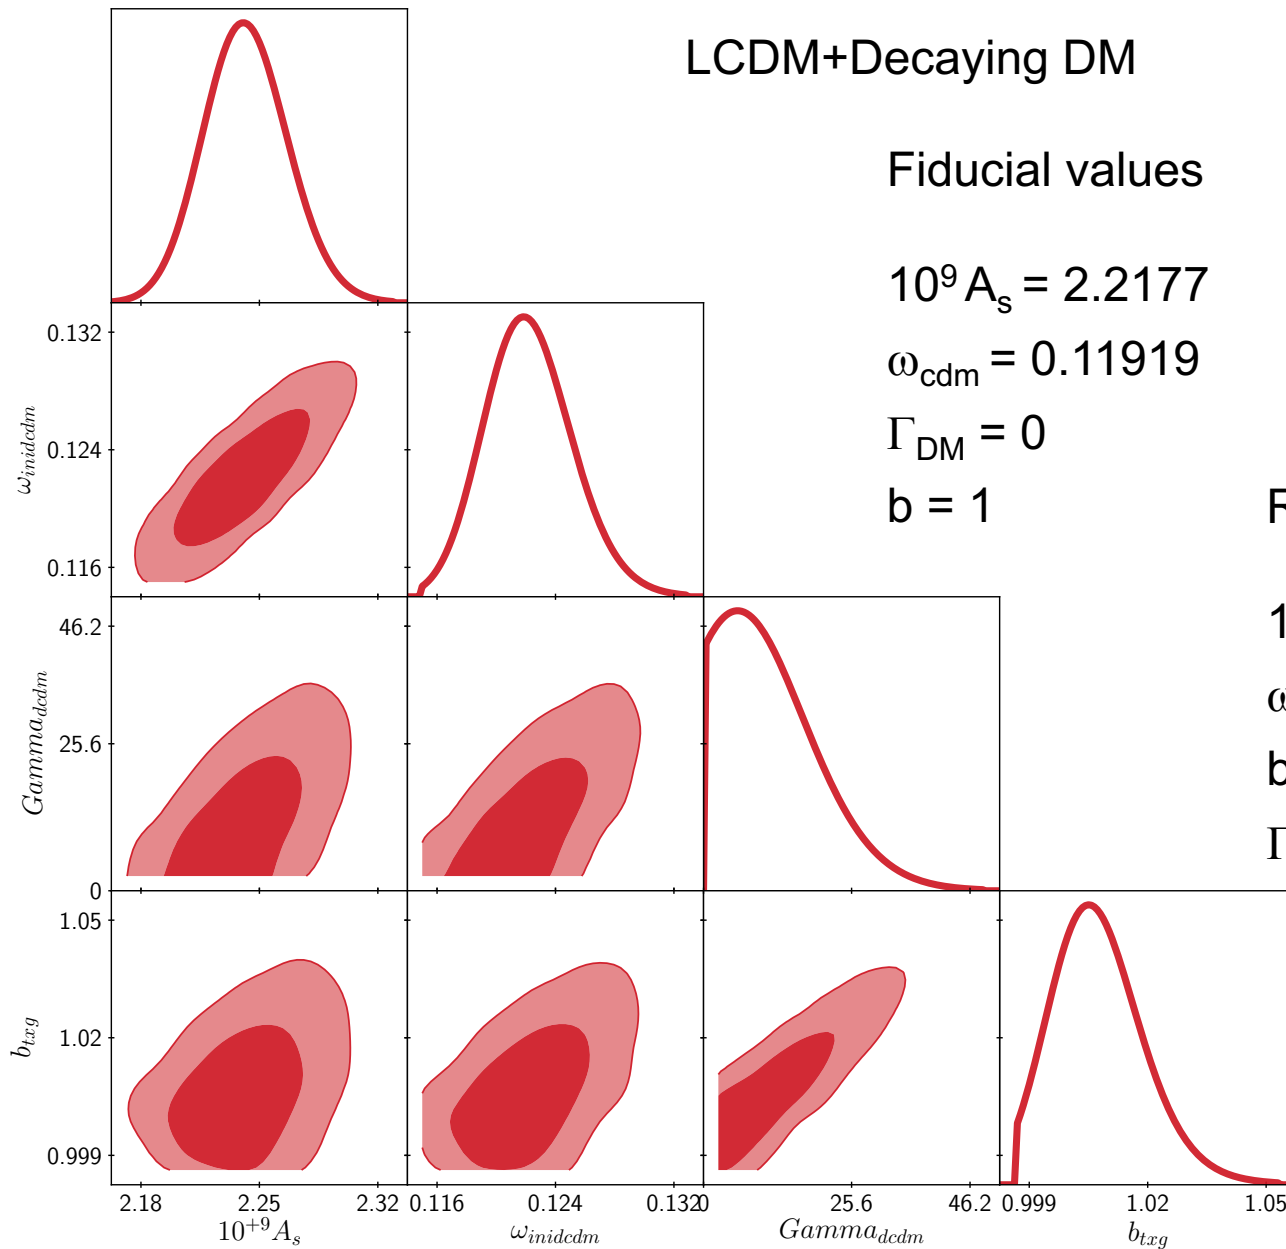 LCDM+Decaying DM
Fiducial values
10⁹ Aₛ = 2.2177
ω_cdm = 0.11919
Γ_DM = 0
b = 1
R
1
ω
b
Γ
0.132
0.124
0.116
ω_inidcdm
46.2
25.6
0
Gamma_dcdm
1.05
1.02
0.999
b_txg
2.18 2.25 2.32
10⁺⁹Aₛ
0.116 0.124 0.132
ω_inidcdm
0 25.6 46.2
Gamma_dcdm
0.999 1.02 1.05
b_txg